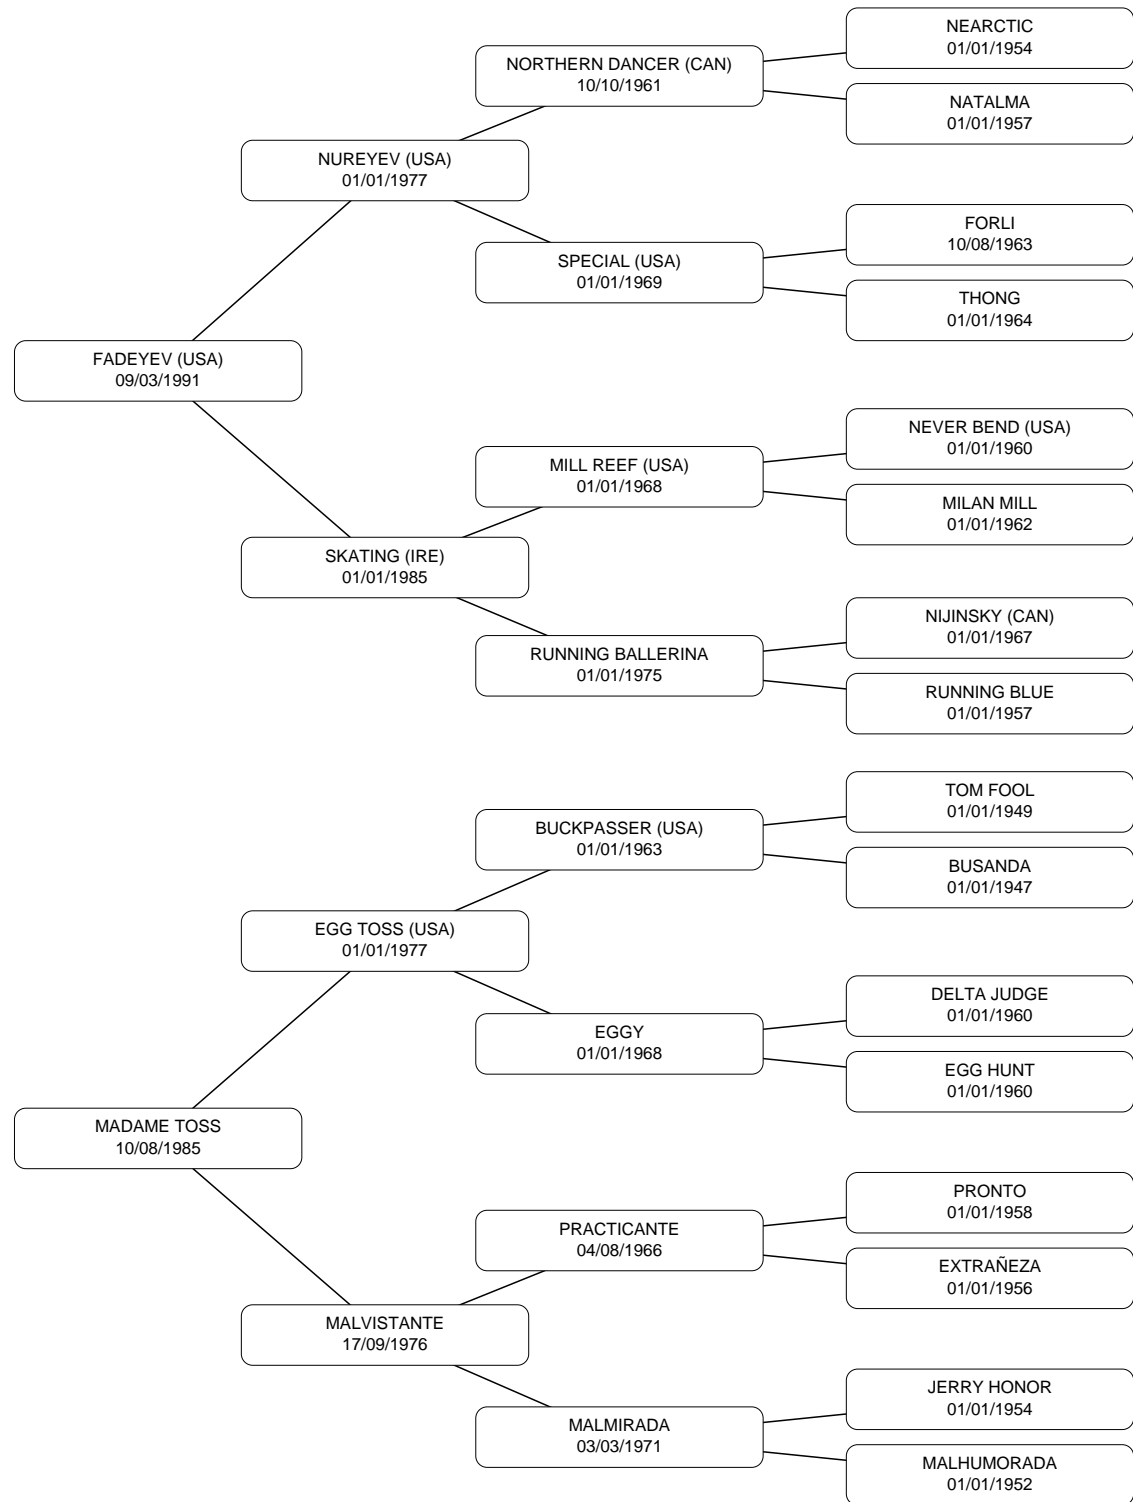 NEARCTIC
01/01/1954
NORTHERN DANCER (CAN)
10/10/1961
NATALMA
01/01/1957
NUREYEV (USA)
01/01/1977
FORLI
10/08/1963
SPECIAL (USA)
01/01/1969
THONG
01/01/1964
FADEYEV (USA)
09/03/1991
NEVER BEND (USA)
01/01/1960
MILL REEF (USA)
01/01/1968
MILAN MILL
01/01/1962
SKATING (IRE)
01/01/1985
NIJINSKY (CAN)
01/01/1967
RUNNING BALLERINA
01/01/1975
RUNNING BLUE
01/01/1957
TOM FOOL
01/01/1949
BUCKPASSER (USA)
01/01/1963
BUSANDA
01/01/1947
EGG TOSS (USA)
01/01/1977
DELTA JUDGE
01/01/1960
EGGY
01/01/1968
EGG HUNT
01/01/1960
MADAME TOSS
10/08/1985
PRONTO
01/01/1958
PRACTICANTE
04/08/1966
EXTRAÑEZA
01/01/1956
MALVISTANTE
17/09/1976
JERRY HONOR
01/01/1954
MALMIRADA
03/03/1971
MALHUMORADA
01/01/1952